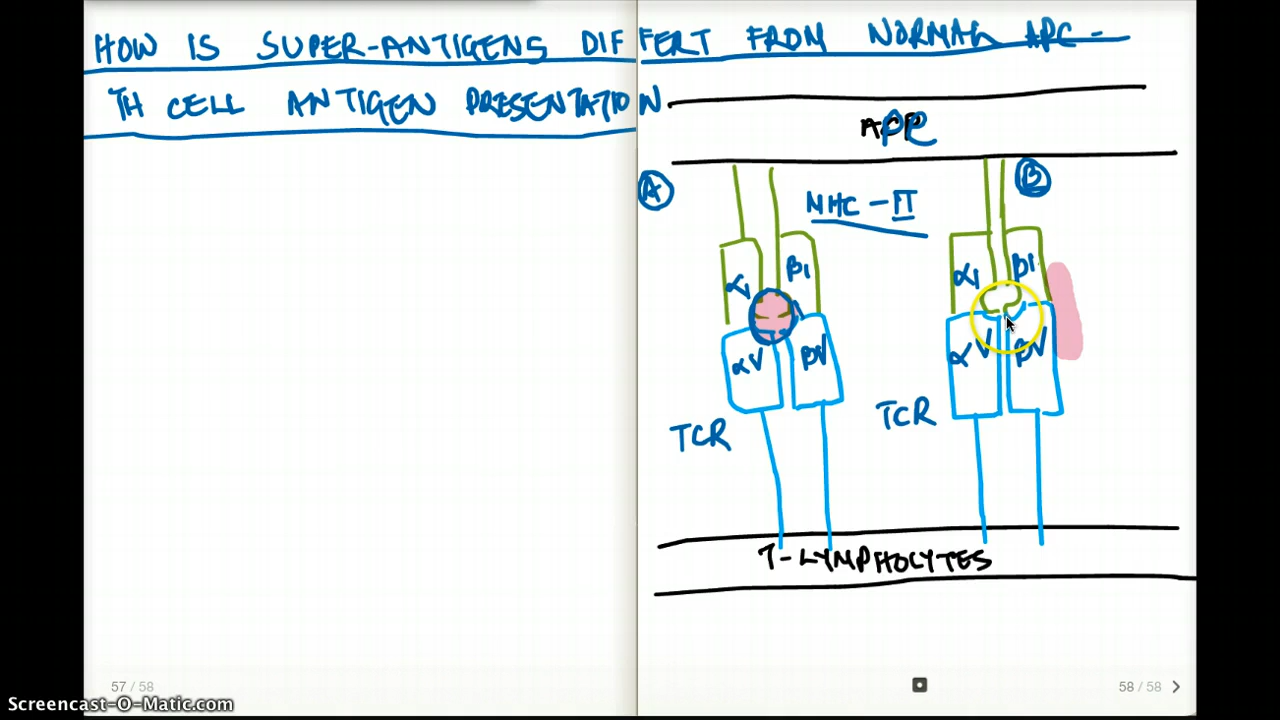 HOW IS SUPER-ANTIGENS DIFFERT FROM NORMAL APC-
TH CELL ANTIGEN PRESENTATION
APC
A
B
MHC - II
α1
β1
α1
β1
αV
βV
αV
βV
TCR
TCR
T-LYMPHOLYTES
57 / 58
58 / 58
Screencast-O-Matic.com